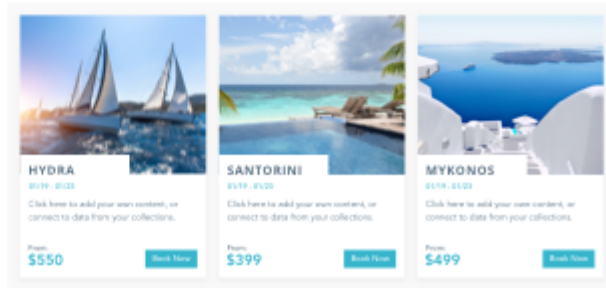 HYDRA
01/19 - 01/23
Click here to add your own content, or
connect to data from your collections.
From:
$550
Book Now
SANTORINI
01/19 - 01/23
Click here to add your own content, or
connect to data from your collections.
From:
$399
Book Now
MYKONOS
01/19 - 01/23
Click here to add your own content, or
connect to data from your collections.
From:
$499
Book Now